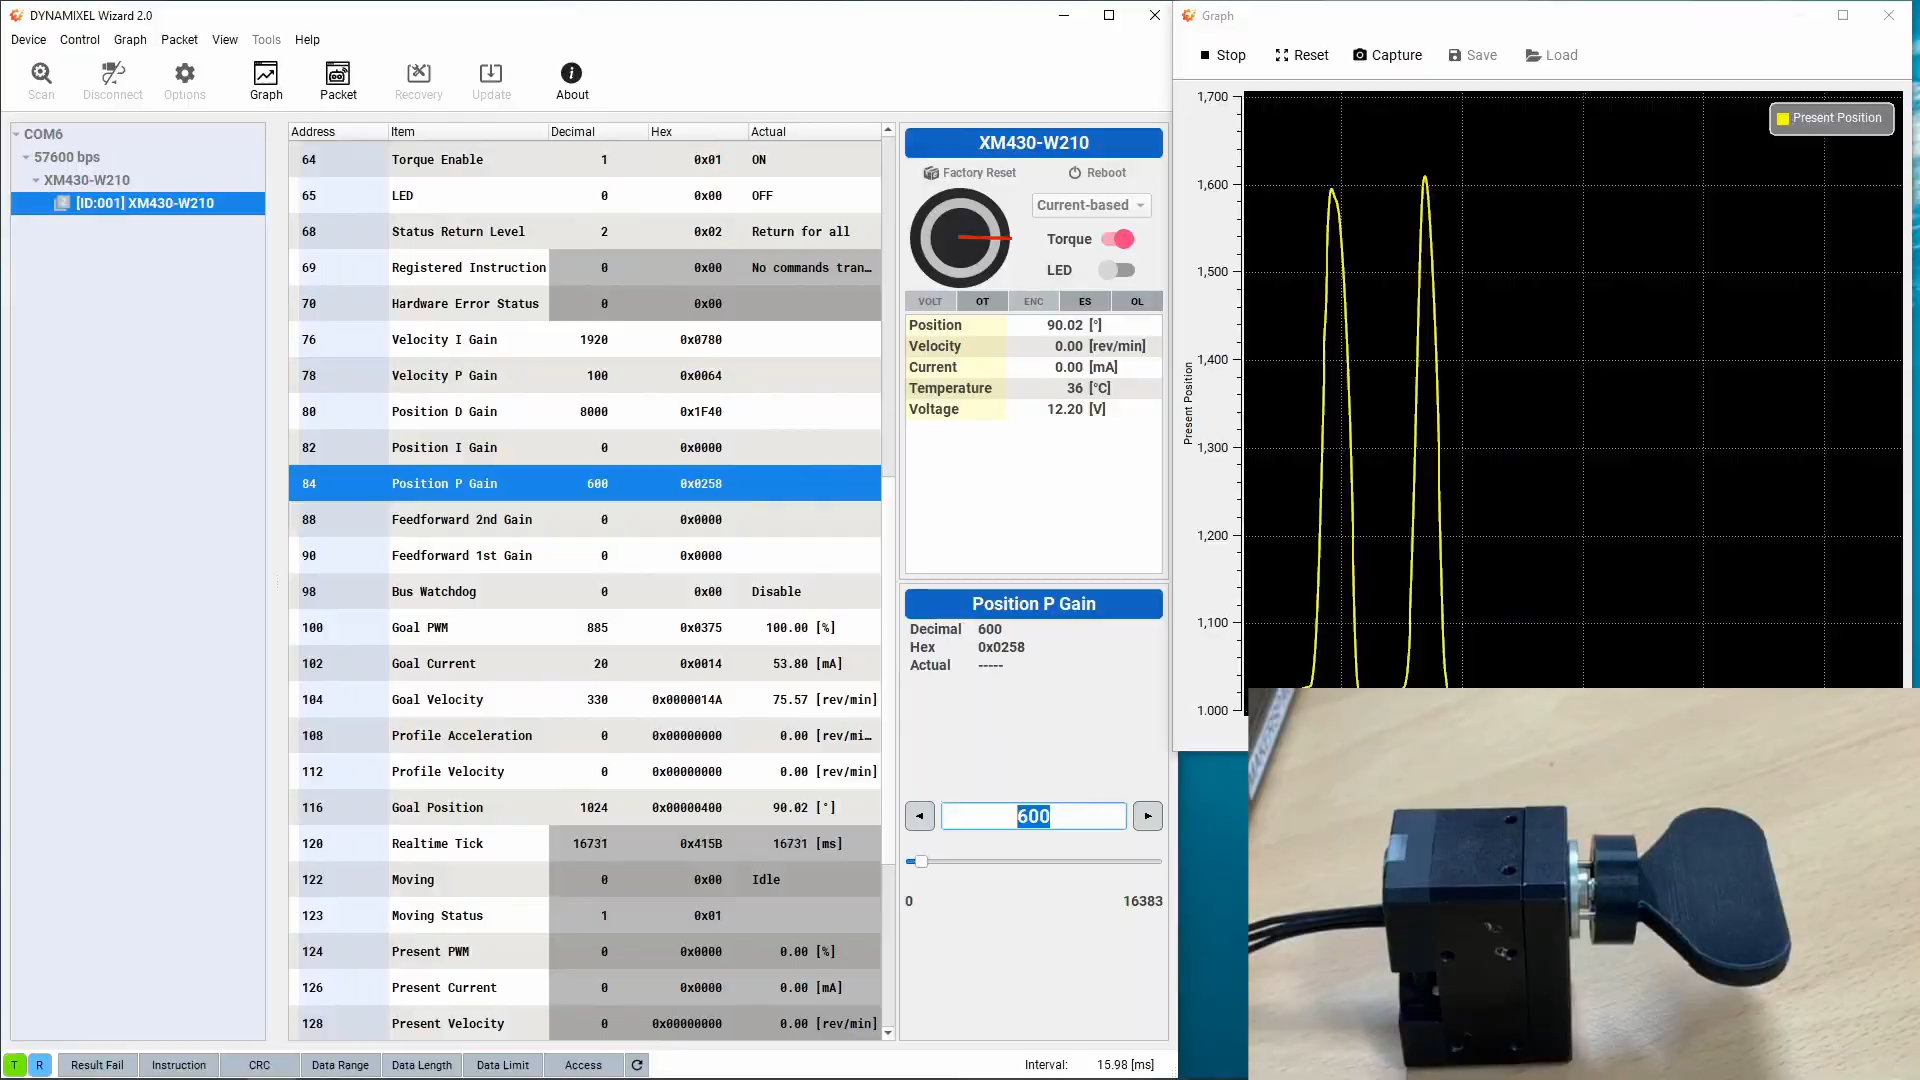 DYNAMIXEL Wizard 2.0
Device Control Graph Packet View Tools Help
Scan Disconnect Options Graph Packet Recovery Update About
COM6
57600 bps
XM430-W210
[ID:001] XM430-W210
Address Item Decimal Hex Actual
64 Torque Enable 1 0x01 ON
65 LED 0 0x00 OFF
68 Status Return Level 2 0x02 Return for all
69 Registered Instruction 0 0x00 No commands tran...
70 Hardware Error Status 0 0x00
76 Velocity I Gain 1920 0x0780
78 Velocity P Gain 100 0x0064
80 Position D Gain 8000 0x1F40
82 Position I Gain 0 0x0000
84 Position P Gain 600 0x0258
88 Feedforward 2nd Gain 0 0x0000
90 Feedforward 1st Gain 0 0x0000
98 Bus Watchdog 0 0x00 Disable
100 Goal PWM 885 0x0375 100.00 [%]
102 Goal Current 20 0x0014 53.80 [mA]
104 Goal Velocity 330 0x0000014A 75.57 [rev/min]
108 Profile Acceleration 0 0x00000000 0.00 [rev/mi...
112 Profile Velocity 0 0x00000000 0.00 [rev/min]
116 Goal Position 1024 0x00000400 90.02 [°]
120 Realtime Tick 16731 0x415B 16731 [ms]
122 Moving 0 0x00 Idle
123 Moving Status 1 0x01
124 Present PWM 0 0x0000 0.00 [%]
126 Present Current 0 0x0000 0.00 [mA]
128 Present Velocity 0 0x00000000 0.00 [rev/min]
XM430-W210
Factory Reset Reboot
Current-based
Torque
LED
VOLT OT ENC ES OL
Position 90.02 [°]
Velocity 0.00 [rev/min]
Current 0.00 [mA]
Temperature 36 [°C]
Voltage 12.20 [V]
Position P Gain
Decimal 600
Hex 0x0258
Actual -----
600
0 16383
T R Result Fail Instruction CRC Data Range Data Length Data Limit Access
Interval: 15.98 [ms]
Graph
Stop Reset Capture Save Load
Present Position
Present Position
1,700
1,600
1,500
1,400
1,300
1,200
1,100
1.000